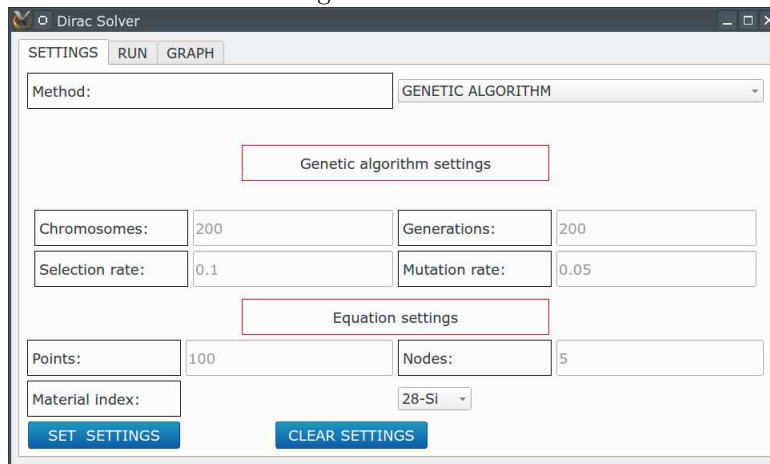 Dirac Solver
SETTINGS RUN GRAPH
Method: GENETIC ALGORITHM
Genetic algorithm settings
Chromosomes: 200 Generations: 200
Selection rate: 0.1 Mutation rate: 0.05
Equation settings
Points: 100 Nodes: 5
Material index: 28-Si
SET SETTINGS CLEAR SETTINGS